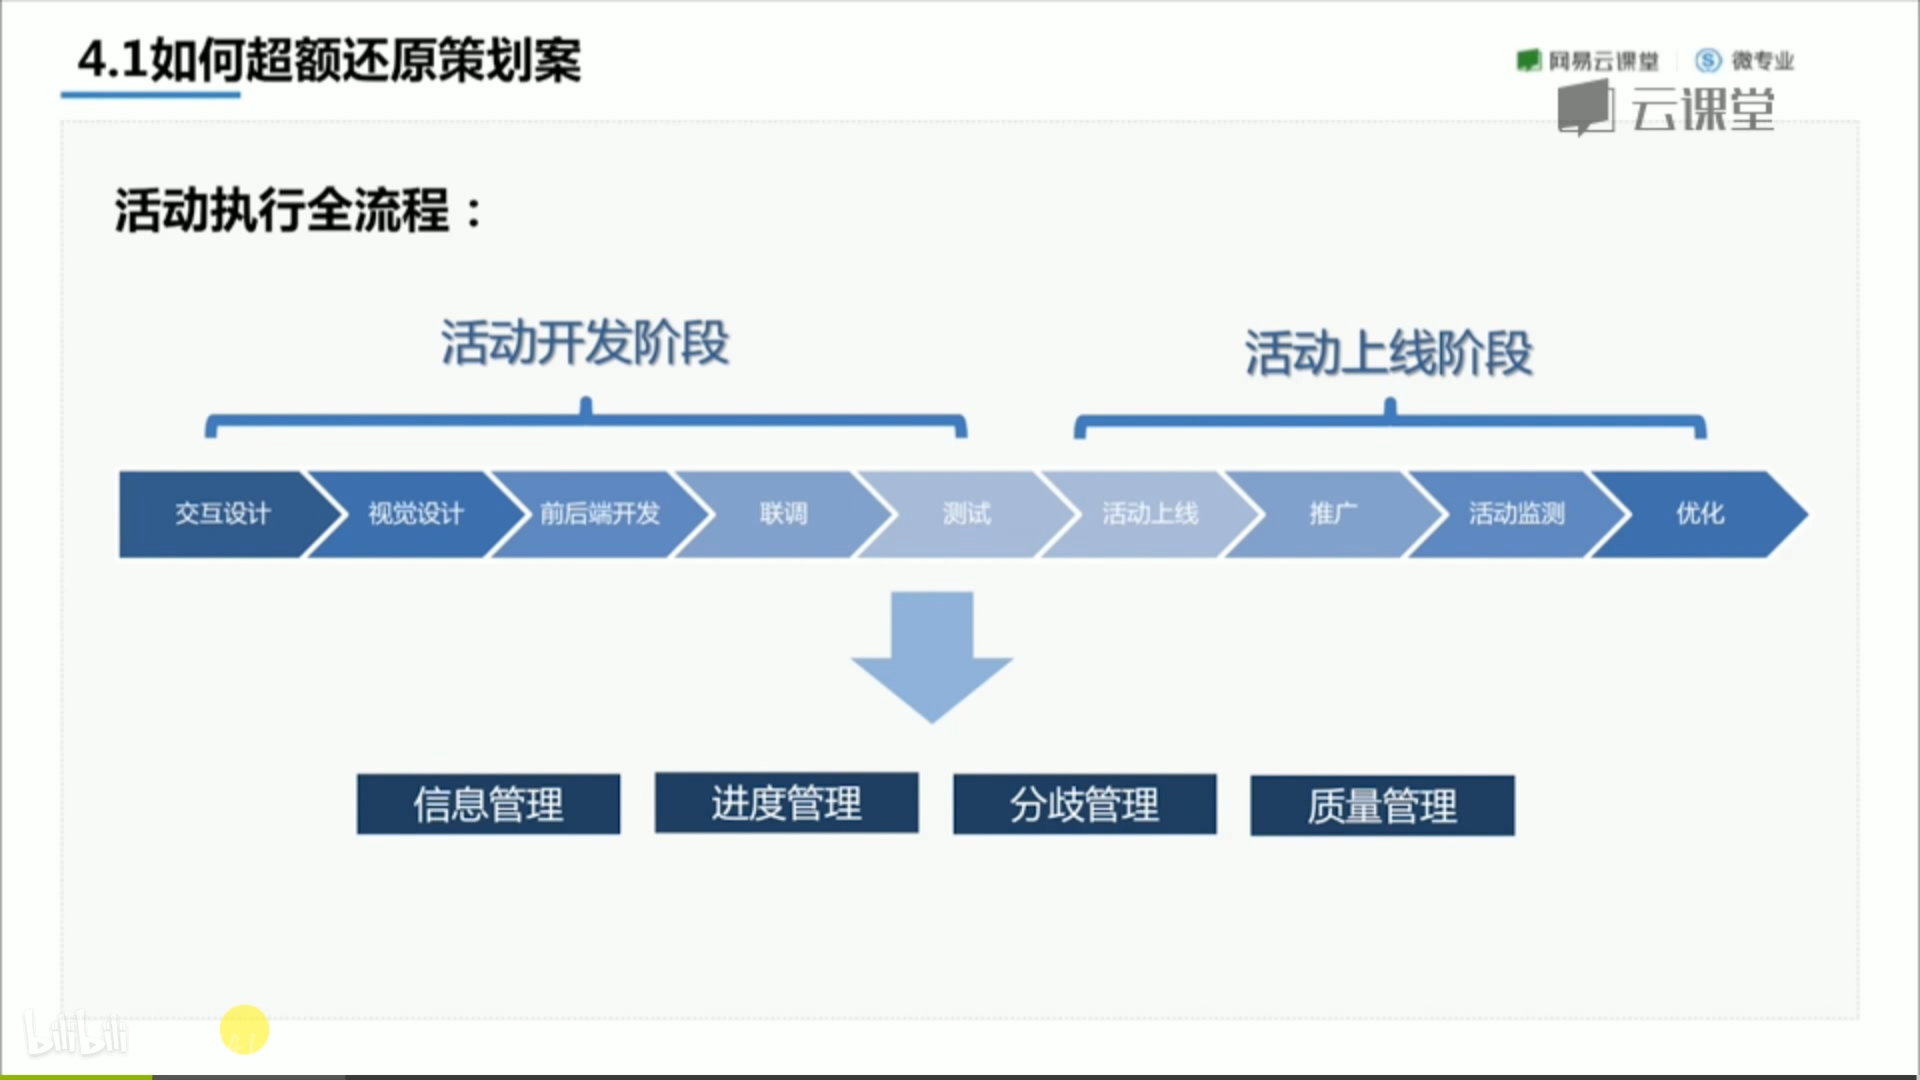 4.1如何超额还原策划案
网易云课堂 微专业
云课堂
活动执行全流程：
活动开发阶段 活动上线阶段
交互设计 视觉设计 前后端开发 联调 测试 活动上线 推广 活动监测 优化
信息管理 进度管理 分歧管理 质量管理
bilibili